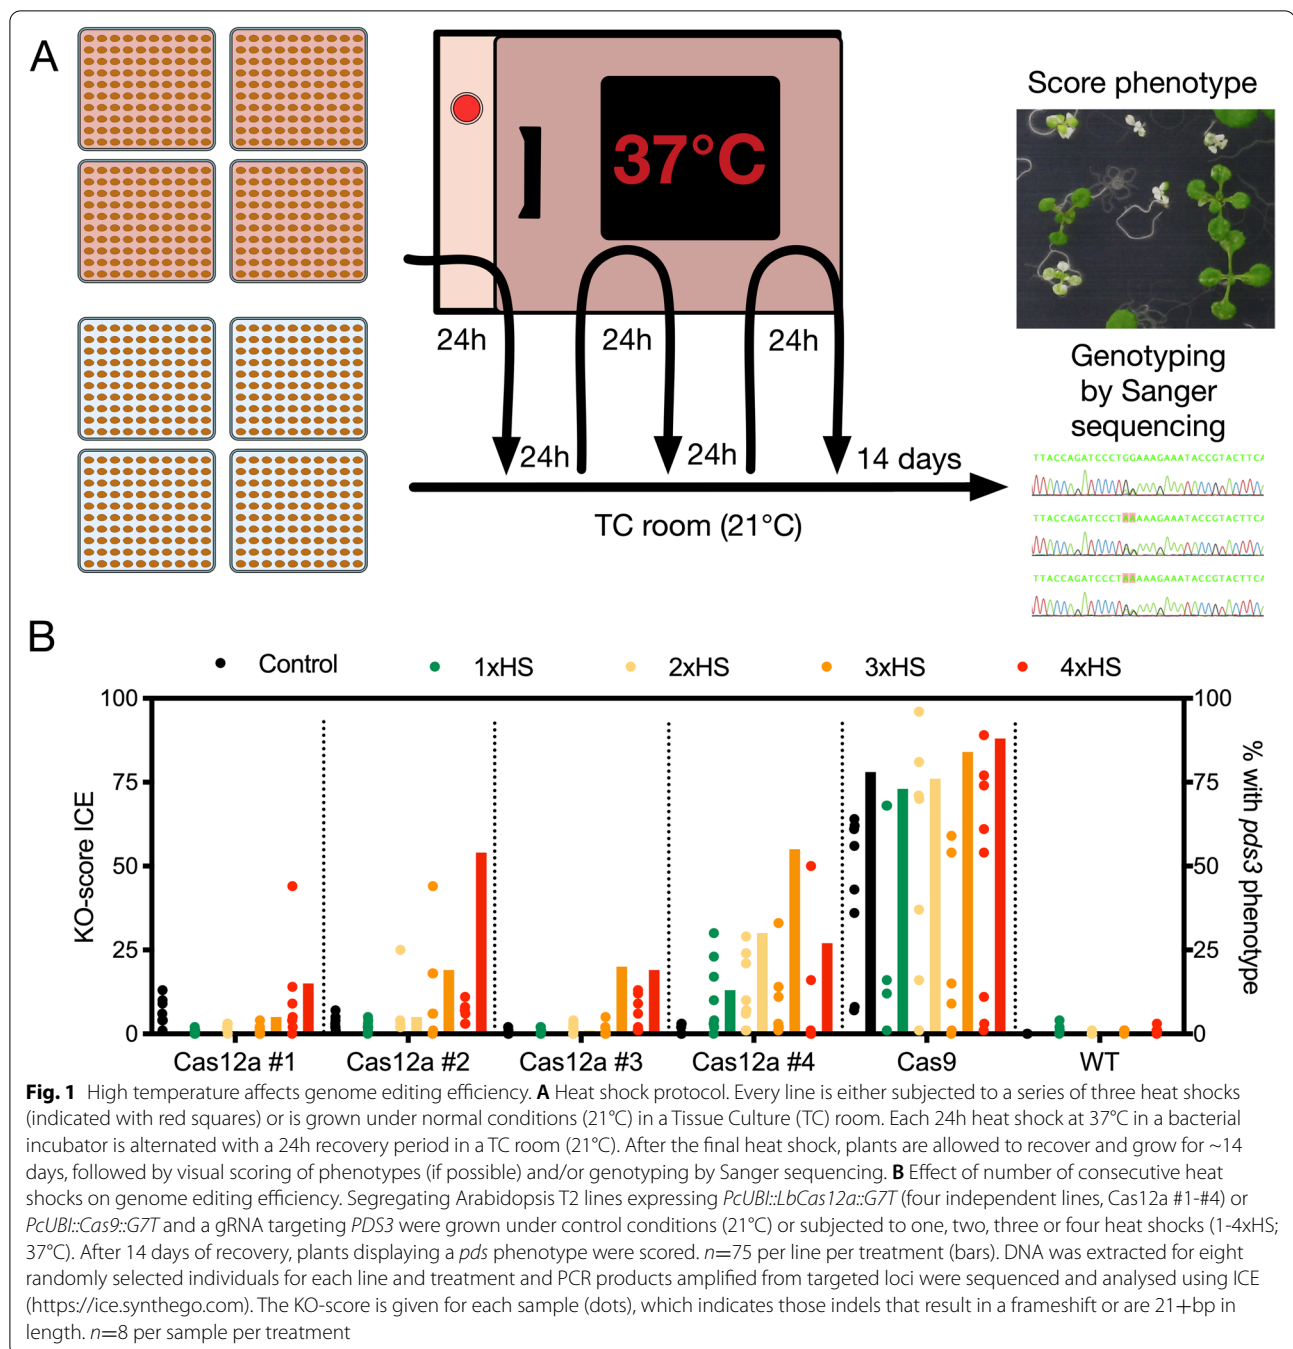 A
37°C
24h
24h
24h
24h
24h
14 days
TC room (21°C)
Score phenotype
Genotyping
by Sanger
sequencing
TTACCAGATCCCTGGAAAGAAATACCGTACTTCA
TTACCAGATCCCTAAAAAGAAATACCGTACTTCA
TTACCAGATCCCTAAAAAGAAATACCGTACTTCA
B
Control
1xHS
2xHS
3xHS
4xHS
KO-score ICE
100
75
50
25
0
100
75
50
25
0
% with pds3 phenotype
Cas12a #1
Cas12a #2
Cas12a #3
Cas12a #4
Cas9
WT
Fig. 1 High temperature affects genome editing efficiency. A Heat shock protocol. Every line is either subjected to a series of three heat shocks
(indicated with red squares) or is grown under normal conditions (21°C) in a Tissue Culture (TC) room. Each 24h heat shock at 37°C in a bacterial
incubator is alternated with a 24h recovery period in a TC room (21°C). After the final heat shock, plants are allowed to recover and grow for ~14
days, followed by visual scoring of phenotypes (if possible) and/or genotyping by Sanger sequencing. B Effect of number of consecutive heat
shocks on genome editing efficiency. Segregating Arabidopsis T2 lines expressing PcUBI::LbCas12a::G7T (four independent lines, Cas12a #1-#4) or
PcUBI::Cas9::G7T and a gRNA targeting PDS3 were grown under control conditions (21°C) or subjected to one, two, three or four heat shocks (1-4xHS;
37°C). After 14 days of recovery, plants displaying a pds phenotype were scored. n=75 per line per treatment (bars). DNA was extracted for eight
randomly selected individuals for each line and treatment and PCR products amplified from targeted loci were sequenced and analysed using ICE
(https://ice.synthego.com). The KO-score is given for each sample (dots), which indicates those indels that result in a frameshift or are 21+bp in
length. n=8 per sample per treatment